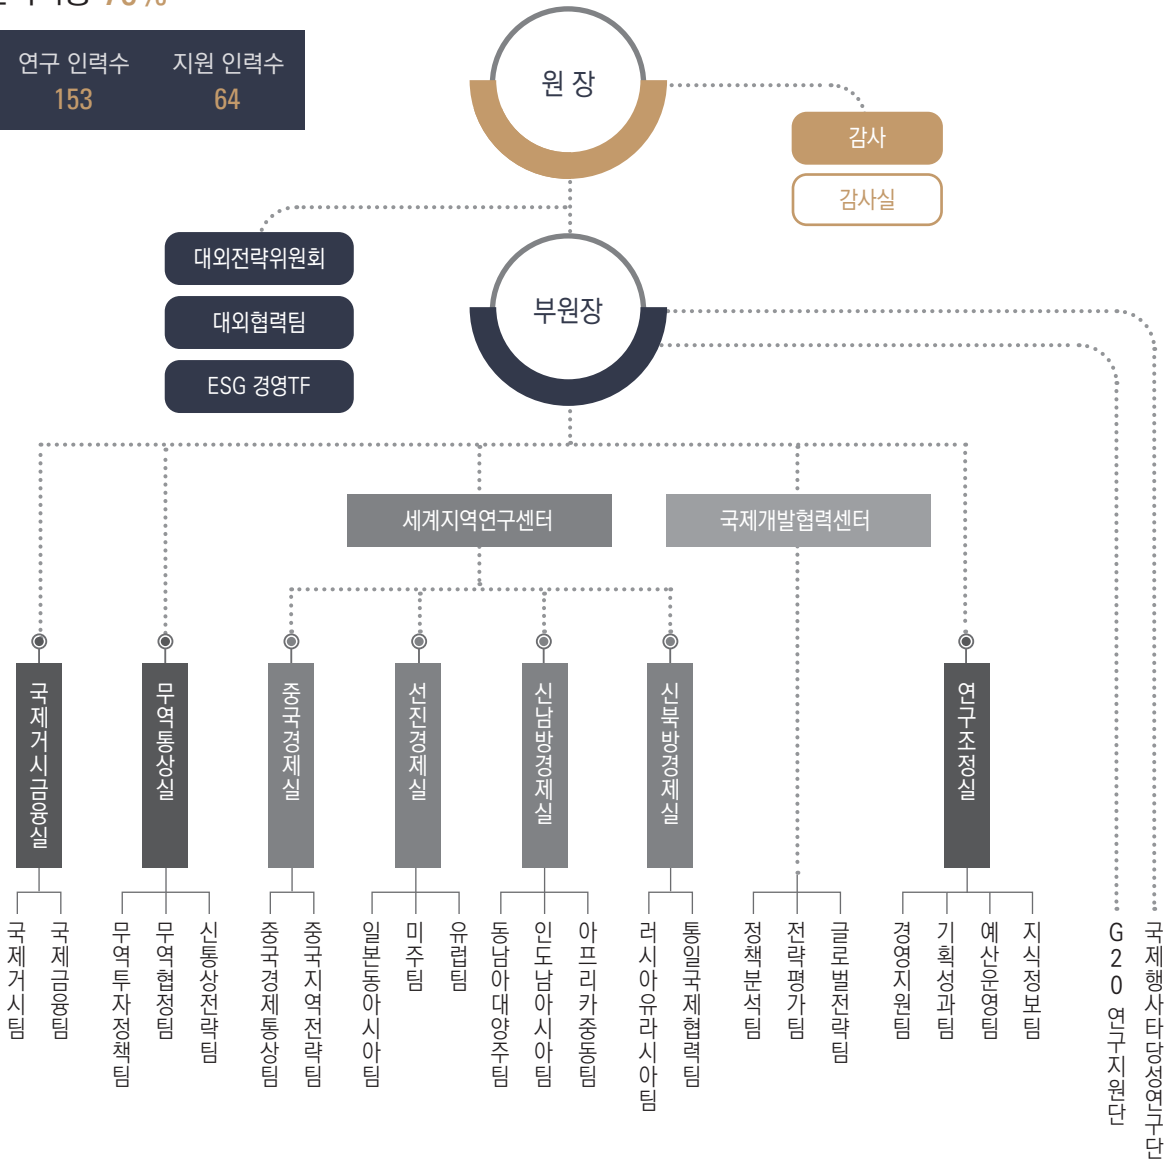 70%
연구 인력수
지원 인력수
153
64
원 장
감사
감사실
대외전략위원회
대외협력팀
ESG 경영TF
부원장
세계지역연구센터
국제개발협력센터
국제거시금융실
무역통상실
중국경제실
선진경제실
신남방경제실
신북방경제실
연구조정실
국제거시팀
국제금융팀
무역투자정책팀
무역협정팀
신통상전략팀
중국경제통상팀
중국지역전략팀
일본동아시아팀
미주팀
유럽팀
동남아대양주팀
인도남아시아팀
아프리카중동팀
러시아유라시아팀
통일국제협력팀
정책분석팀
전략평가팀
글로벌전략팀
경영지원팀
기획성과팀
예산운영팀
지식정보팀
G20 연구지원단
국제행사타당성연구단